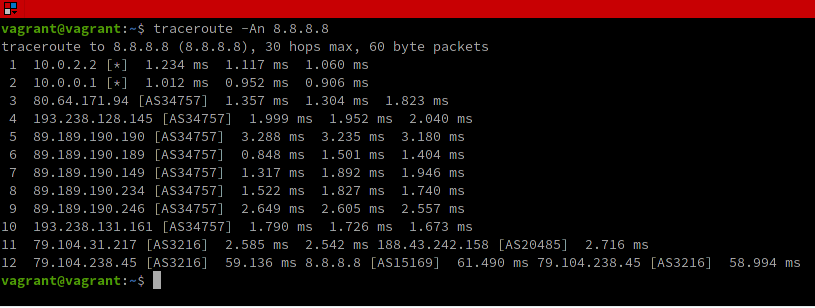 vagrant@vagrant:~$ traceroute -An 8.8.8.8
traceroute to 8.8.8.8 (8.8.8.8), 30 hops max, 60 byte packets
 1  10.0.2.2 [*]  1.234 ms  1.117 ms  1.060 ms
 2  10.0.0.1 [*]  1.012 ms  0.952 ms  0.906 ms
 3  80.64.171.94 [AS34757]  1.357 ms  1.304 ms  1.823 ms
 4  193.238.128.145 [AS34757]  1.999 ms  1.952 ms  2.040 ms
 5  89.189.190.190 [AS34757]  3.288 ms  3.235 ms  3.180 ms
 6  89.189.190.189 [AS34757]  0.848 ms  1.501 ms  1.404 ms
 7  89.189.190.149 [AS34757]  1.317 ms  1.892 ms  1.946 ms
 8  89.189.190.234 [AS34757]  1.522 ms  1.827 ms  1.740 ms
 9  89.189.190.246 [AS34757]  2.649 ms  2.605 ms  2.557 ms
10  193.238.131.161 [AS34757]  1.790 ms  1.726 ms  1.673 ms
11  79.104.31.217 [AS3216]  2.585 ms  2.542 ms 188.43.242.158 [AS20485]  2.716 ms
12  79.104.238.45 [AS3216]  59.136 ms 8.8.8.8 [AS15169]  61.490 ms 79.104.238.45 [AS3216]  58.994 ms
vagrant@vagrant:~$